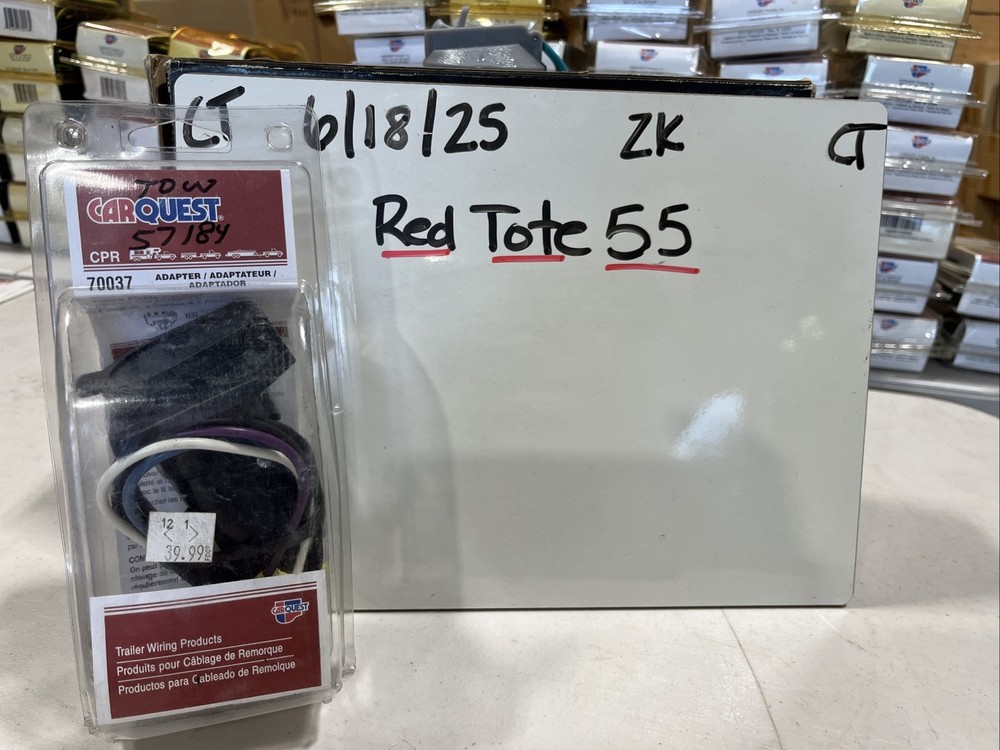 CT 6/18/25 ZK CT
Red Tote 55
TOW
CARQUEST
57184
CPR
70037 ADAPTER / ADAPTATEUR /
ADAPTADOR
12 1
39.99
CARQUEST
Trailer Wiring Products
Produits pour Câblage de Remorque
Productos para Cableado de Remolque